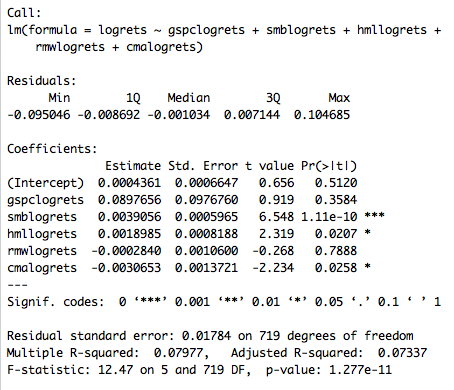 Call:
lm(formula = logrets ~ gspclogrets + smblogrets + hmllogrets +
    rmwlogrets + cmalogrets)

Residuals:
      Min        1Q    Median        3Q       Max
-0.095046 -0.008692 -0.001034  0.007144  0.104685

Coefficients:
              Estimate Std. Error t value Pr(>|t|)
(Intercept)  0.0004361  0.0006647   0.656   0.5120
gspclogrets  0.0897656  0.0976760   0.919   0.3584
smblogrets   0.0039056  0.0005965   6.548 1.11e-10 ***
hmllogrets   0.0018985  0.0008188   2.319   0.0207 *
rmwlogrets  -0.0002840  0.0010600  -0.268   0.7888
cmalogrets  -0.0030653  0.0013721  -2.234   0.0258 *
---
Signif. codes:  0 ‘***’ 0.001 ‘**’ 0.01 ‘*’ 0.05 ‘.’ 0.1 ‘ ’ 1

Residual standard error: 0.01784 on 719 degrees of freedom
Multiple R-squared:  0.07977,	Adjusted R-squared:  0.07337
F-statistic: 12.47 on 5 and 719 DF,  p-value: 1.277e-11